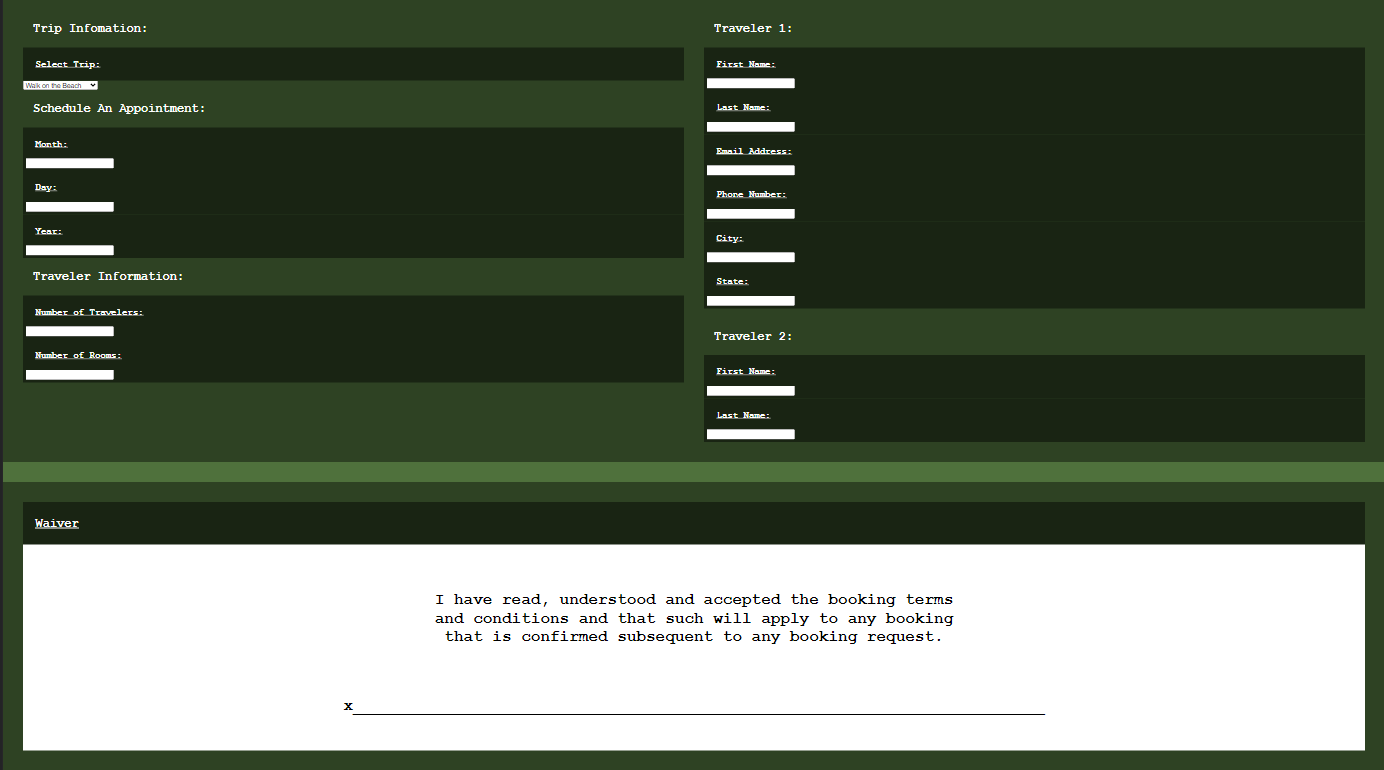 Trip Infomation:
Select Trip:
Walk on the Beach
Schedule An Appointment:
Month:
Day:
Year:
Traveler Information:
Number of Travelers:
Number of Rooms:
Traveler 1:
First Name:
Last Name:
Email Address:
Phone Number:
City:
State:
Traveler 2:
First Name:
Last Name:
Waiver
I have read, understood and accepted the booking terms
and conditions and that such will apply to any booking
that is confirmed subsequent to any booking request.
x______________________________________________________________________